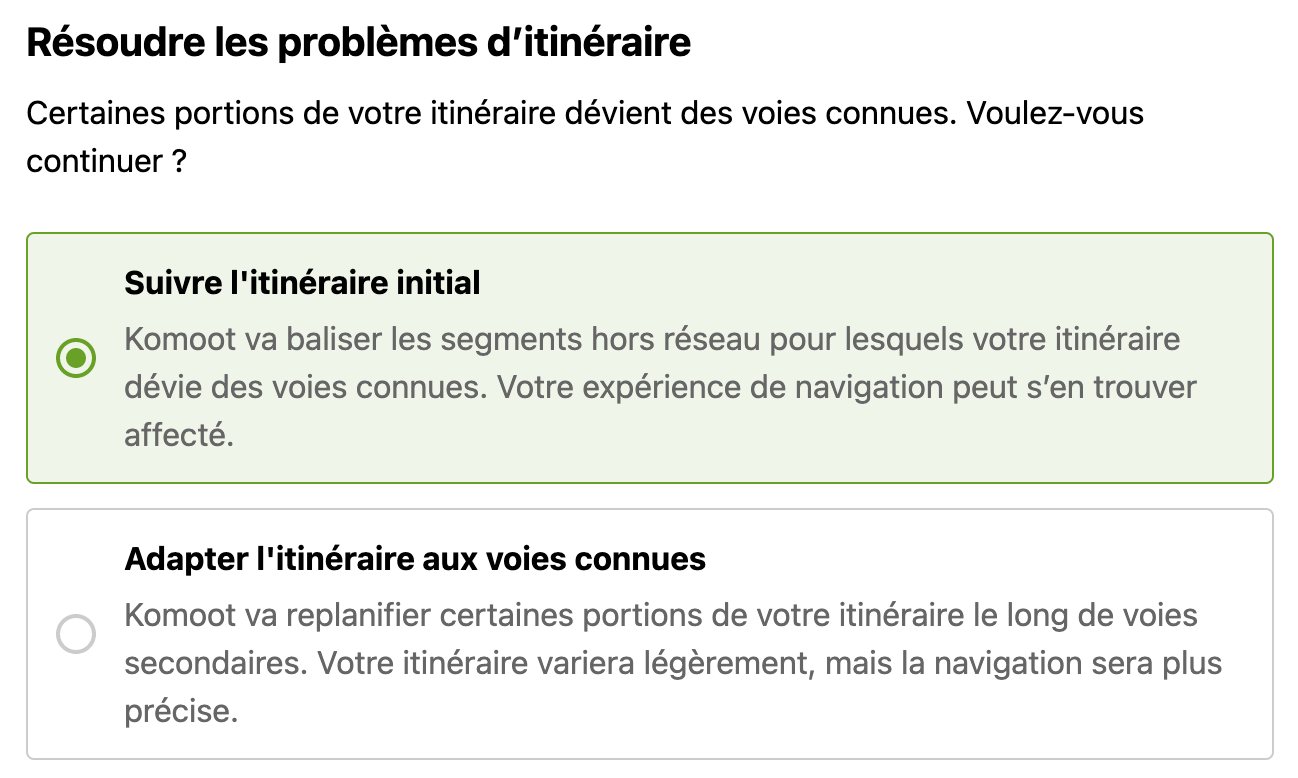 Résoudre les problèmes d’itinéraire
Certaines portions de votre itinéraire dévient des voies connues. Voulez-vous
continuer ?
Suivre l'itinéraire initial
Komoot va baliser les segments hors réseau pour lesquels votre itinéraire
dévie des voies connues. Votre expérience de navigation peut s’en trouver
affecté.
Adapter l'itinéraire aux voies connues
Komoot va replanifier certaines portions de votre itinéraire le long de voies
secondaires. Votre itinéraire variera légèrement, mais la navigation sera plus
précise.